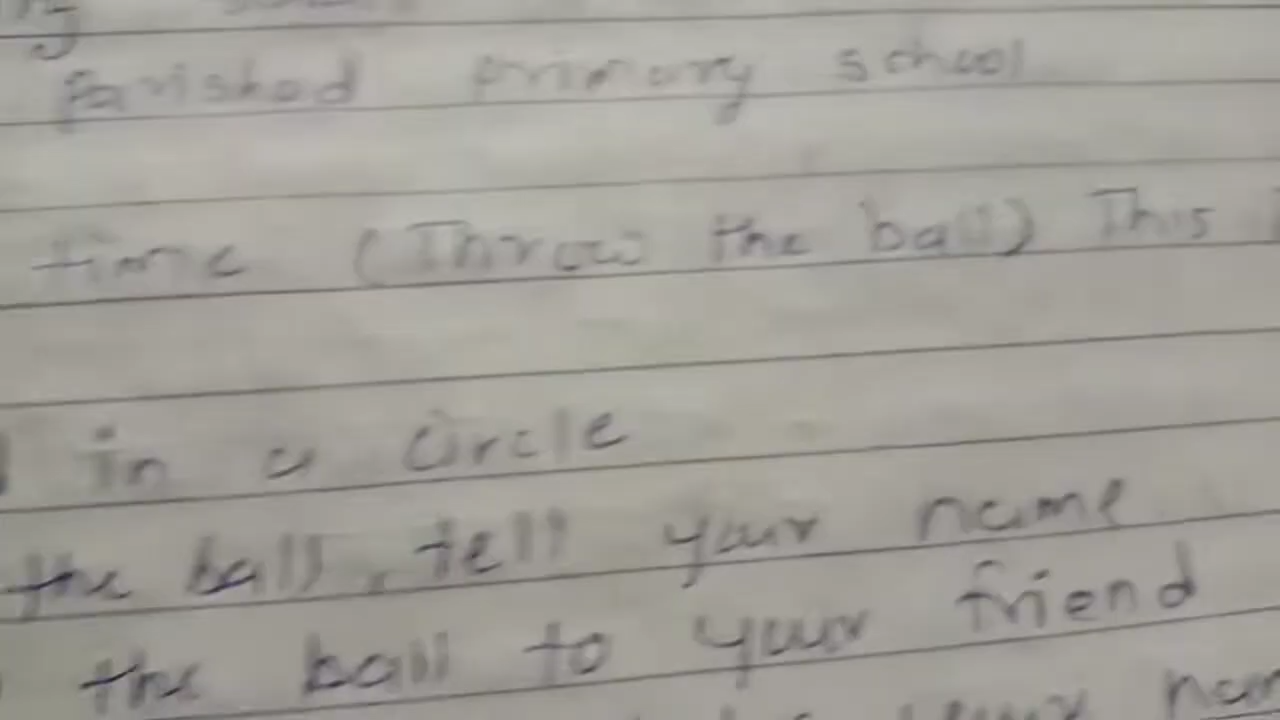 primary school
time (Throw the ball) This
in a circle
the ball, tell your name
the ball to your friend
your